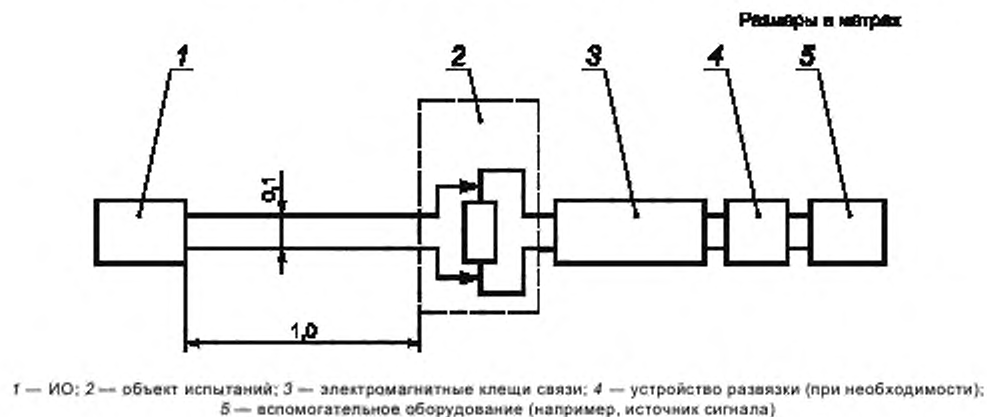 Размеры в метрах
1 2 3 4 5
0,1
1,0
1 — ИО; 2 — объект испытаний; 3 — электромагнитные клещи связи; 4 — устройство развязки (при необходимости);
5 — вспомогательное оборудование (например, источник сигнала)